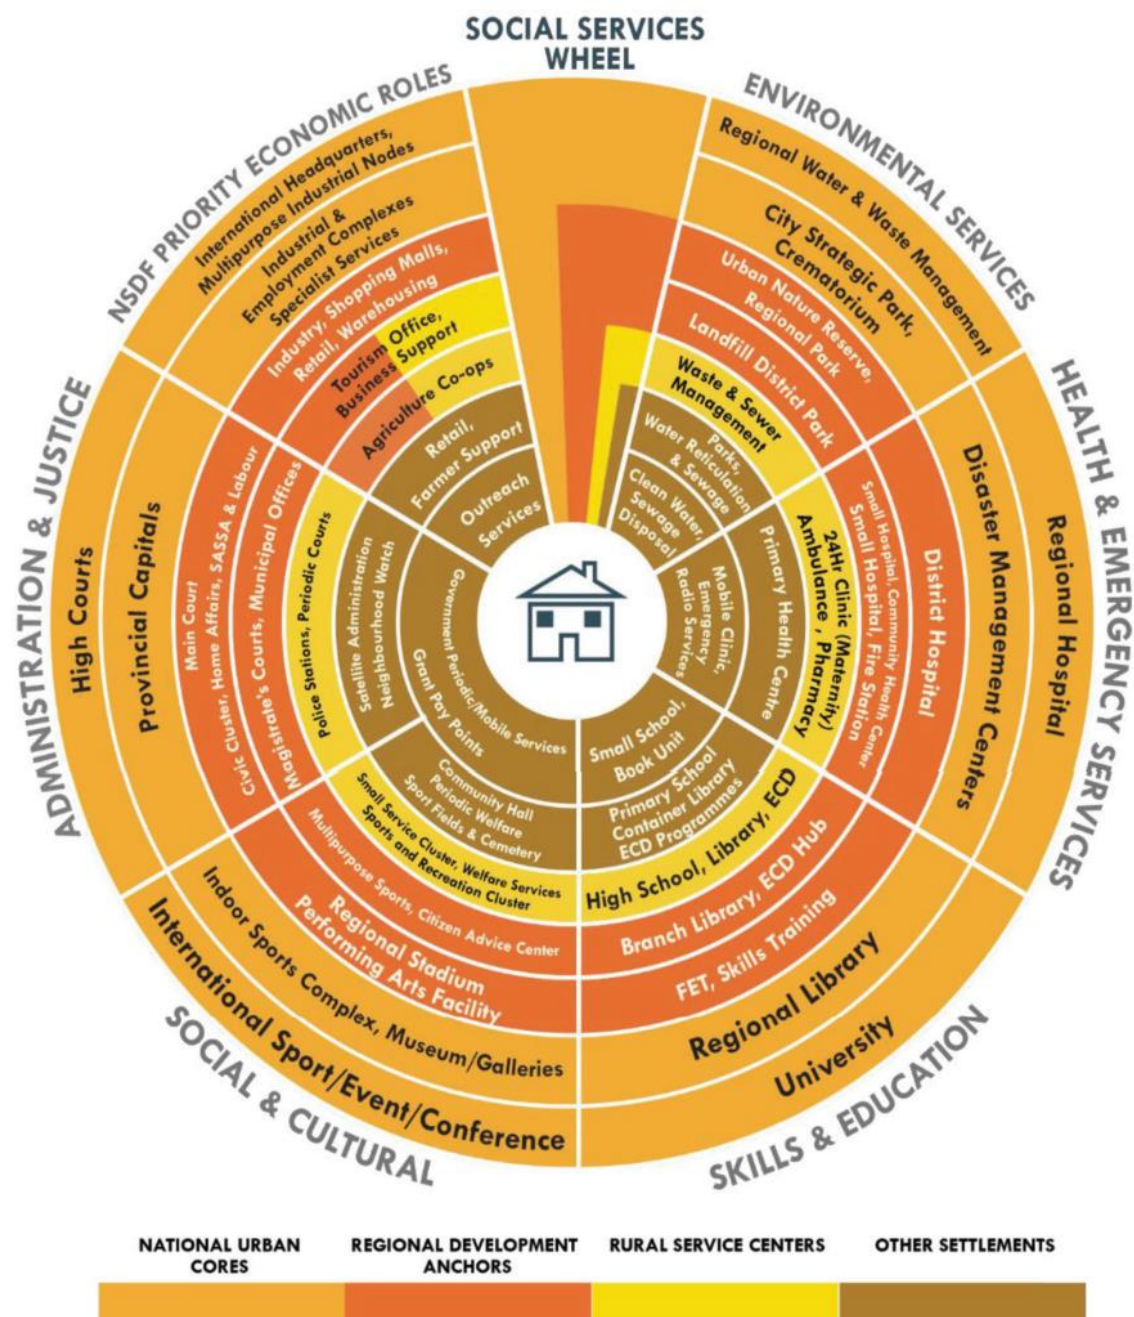 SOCIAL SERVICES
WHEEL
NSDF PRIORITY ECONOMIC ROLES
International Headquarters,
Multipurpose Industrial Nodes
Industrial &
Employment Complexes
Specialist Services
Industry, Shopping Malls,
Retail, Warehousing
Tourism Office,
Business Support
Agriculture Co-ops
Retail,
Farmer Support
Outreach
Services
ENVIRONMENTAL SERVICES
Regional Water & Waste Management
City Strategic Park,
Crematorium
Urban Nature Reserve,
Regional Park
Landfill District Park
Waste & Sewer
Management
Parks,
Water Reticulation
& Sewage
Clean Water,
Sewage
Disposal
HEALTH & EMERGENCY SERVICES
Regional Hospital
Disaster Management Centers
District Hospital
Small Hospital, Community Health Center
Small Hospital, Fire Station
24Hr Clinic (Maternity)
Ambulance , Pharmacy
Primary Health Centre
Mobile Clinic,
Emergency
Radio Services
SKILLS & EDUCATION
Small School,
Book Unit
Primary School
Container Library
ECD Programmes
High School, Library, ECD
Branch Library, ECD Hub
FET, Skills Training
Regional Library
University
SOCIAL & CULTURAL
Government Periodic/Mobile Services
Grant Pay Points
Community Hall
Periodic Welfare
Sport Fields & Cemetery
Small Service Cluster, Welfare Services
Sports and Recreation Cluster
Multipurpose Sports, Citizen Advice Center
Regional Stadium
Performing Arts Facility
Indoor Sports Complex, Museum/Galleries
International Sport/Event/Conference
ADMINISTRATION & JUSTICE
High Courts
Provincial Capitals
Main Court
Civic Cluster, Home Affairs, SASSA & Labour
Magistrate's Courts, Municipal Offices
Police Stations, Periodic Courts
Satellite Administration
Neighbourhood Watch
NATIONAL URBAN
CORES
REGIONAL DEVELOPMENT
ANCHORS
RURAL SERVICE CENTERS
OTHER SETTLEMENTS